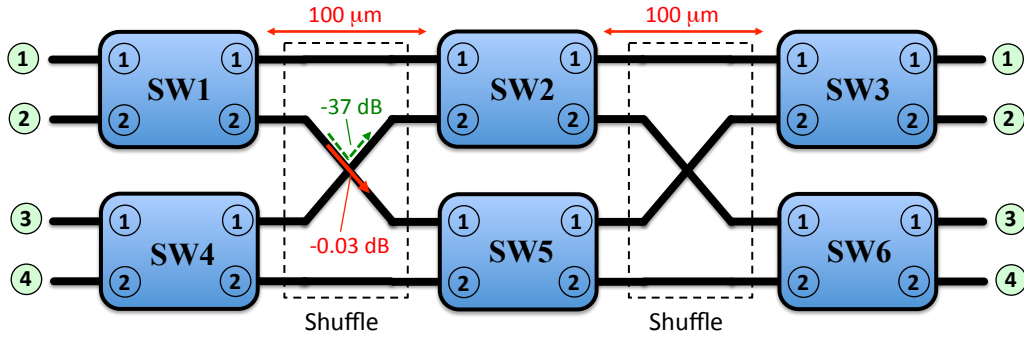 100 μm 100 μm
1 1 1 1 1 1 1 1
SW1 SW2 SW3
2 2 2 2 2 2 2 2
-37 dB
3 1 1 1 1 1 1 3
-0.03 dB
SW4 SW5 SW6
4 2 2 2 2 2 2 4
Shuffle Shuffle